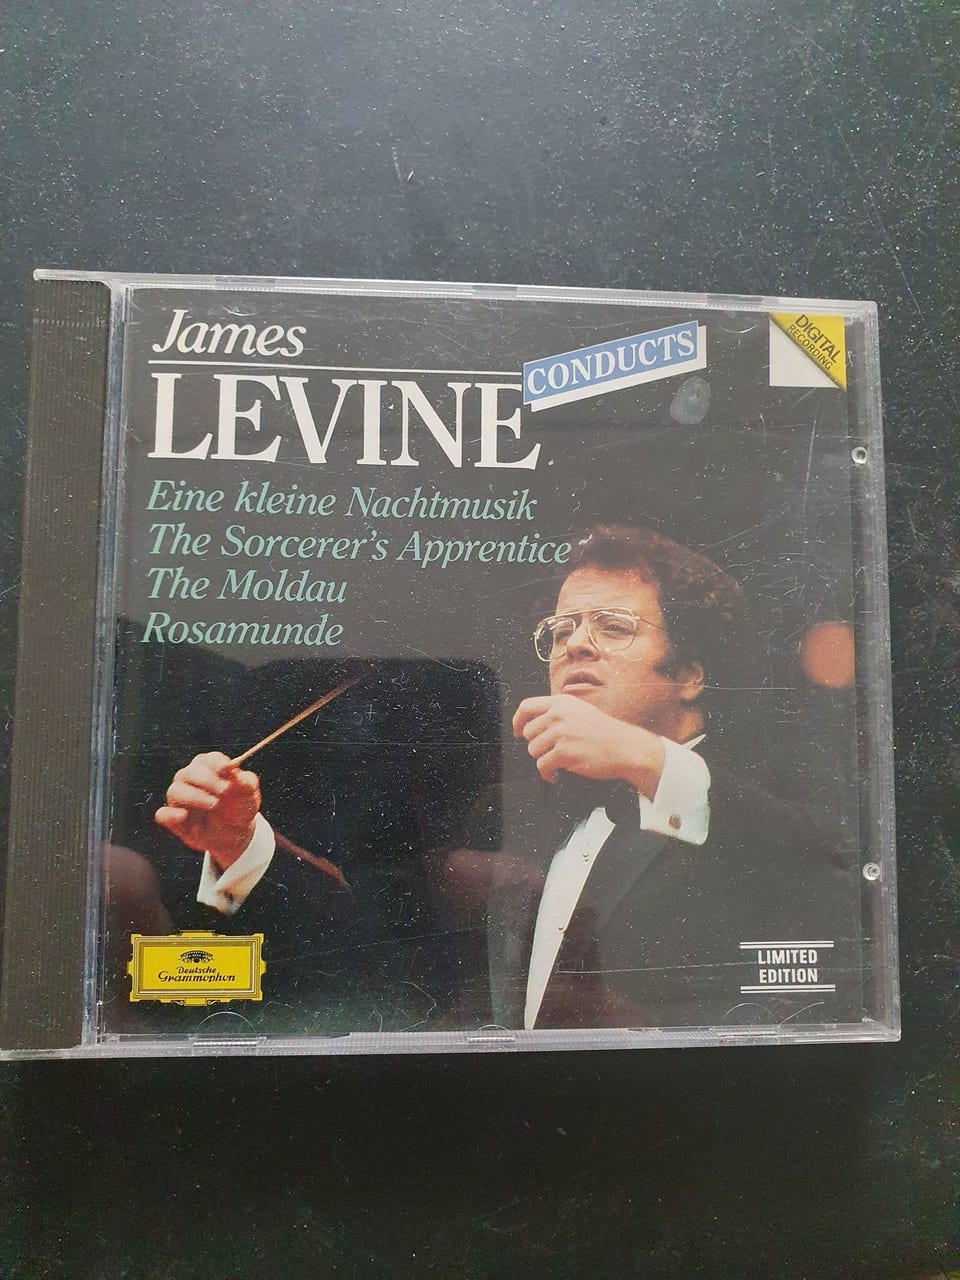 James
LEVINE
CONDUCTS
DIGITAL
RECORDING
Eine kleine Nachtmusik
The Sorcerer's Apprentice
The Moldau
Rosamunde
Deutsche
Grammophon
LIMITED
EDITION